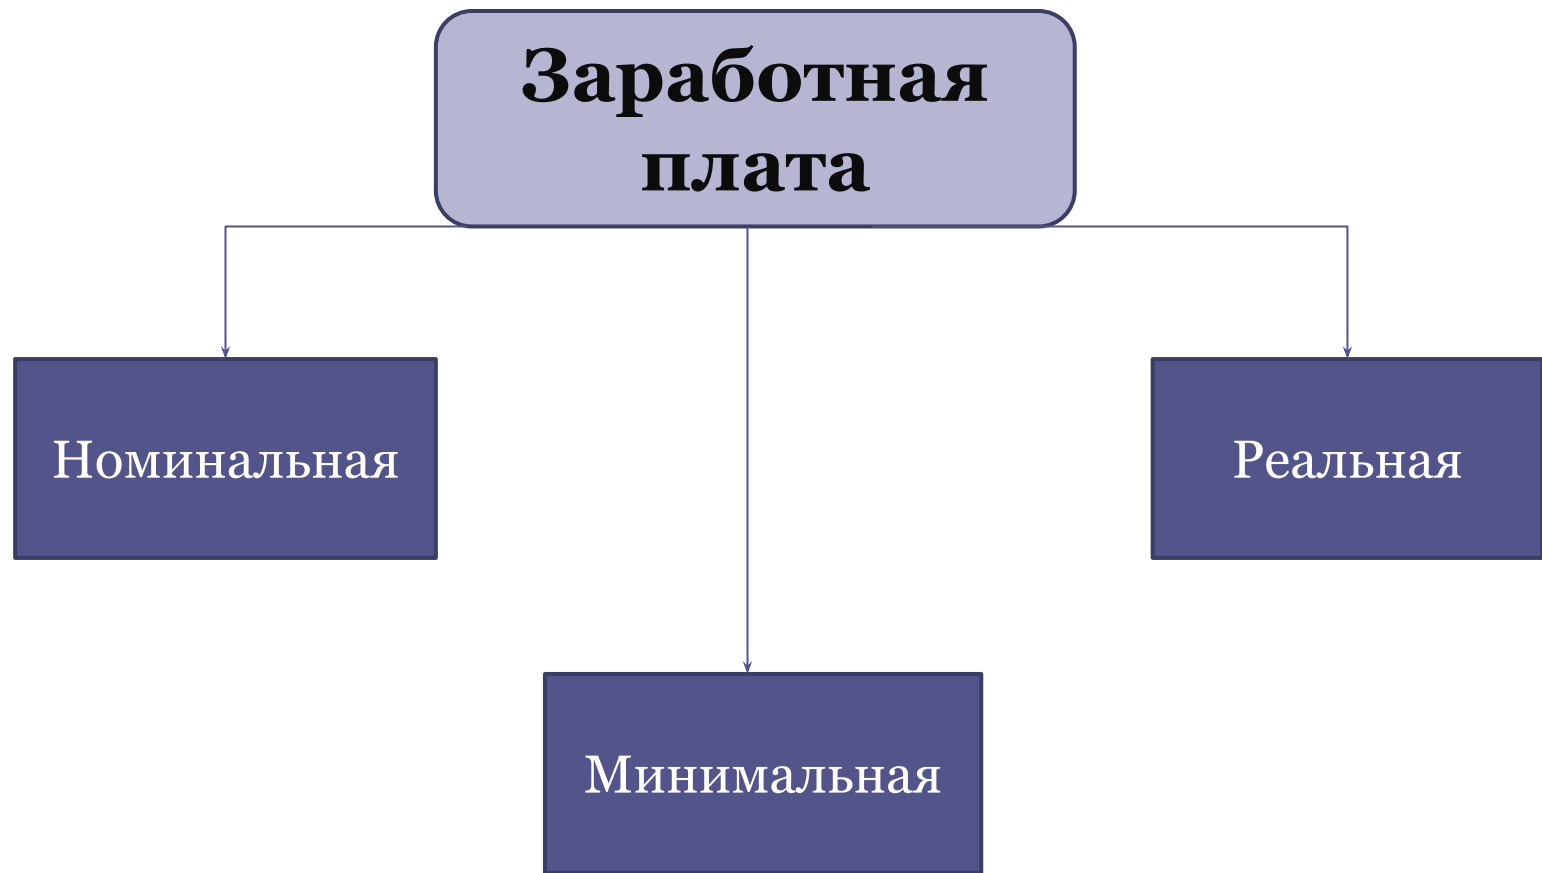 Заработная
плата
Номинальная
Реальная
Минимальная